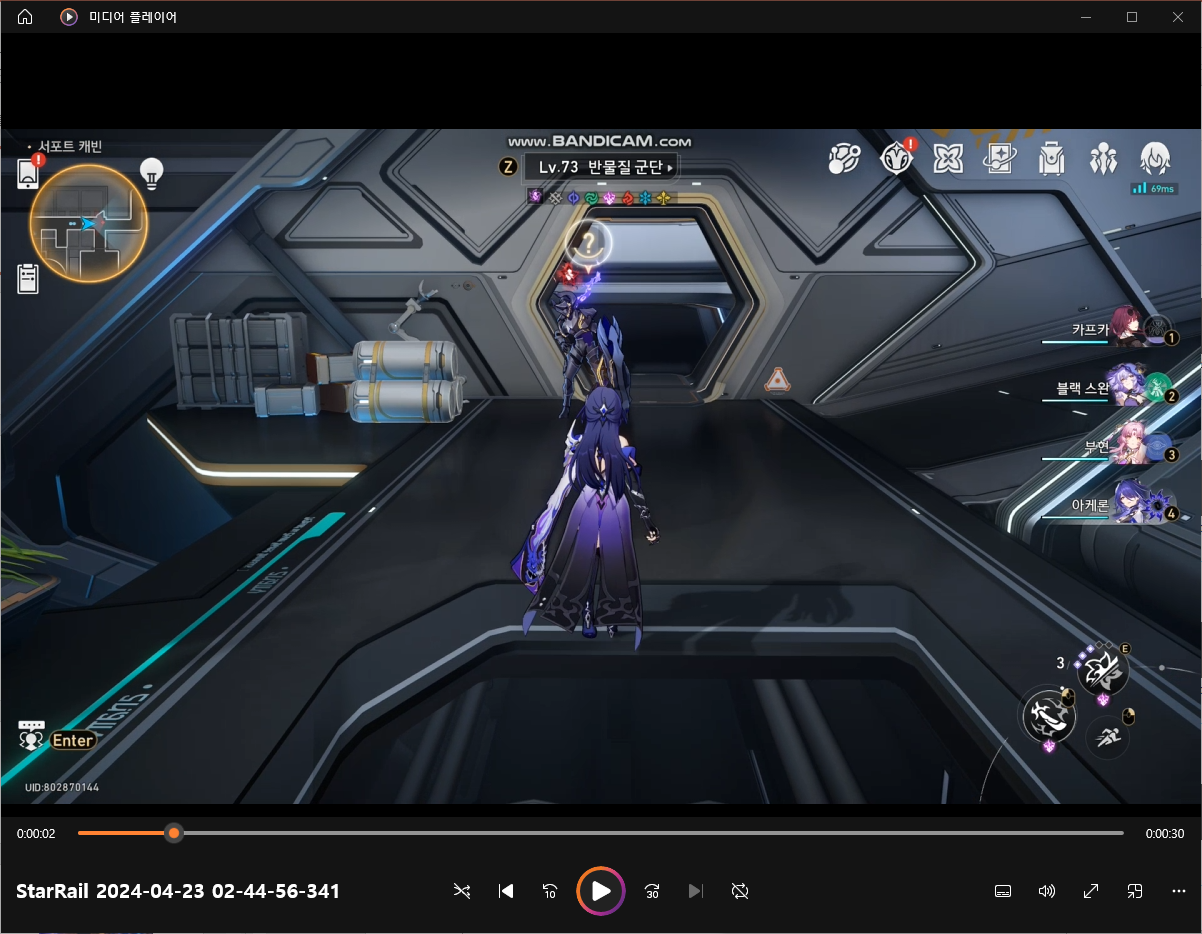 미디어 플레이어
www.BANDICAM.com
서포트 캐빈
Z
Lv.73 반물질 군단
69ms
카프카
1
블랙 스완
2
부현
3
아케론
4
3
E
Enter
UID:802870144
0:00:02
0:00:30
StarRail 2024-04-23 02-44-56-341
10
30